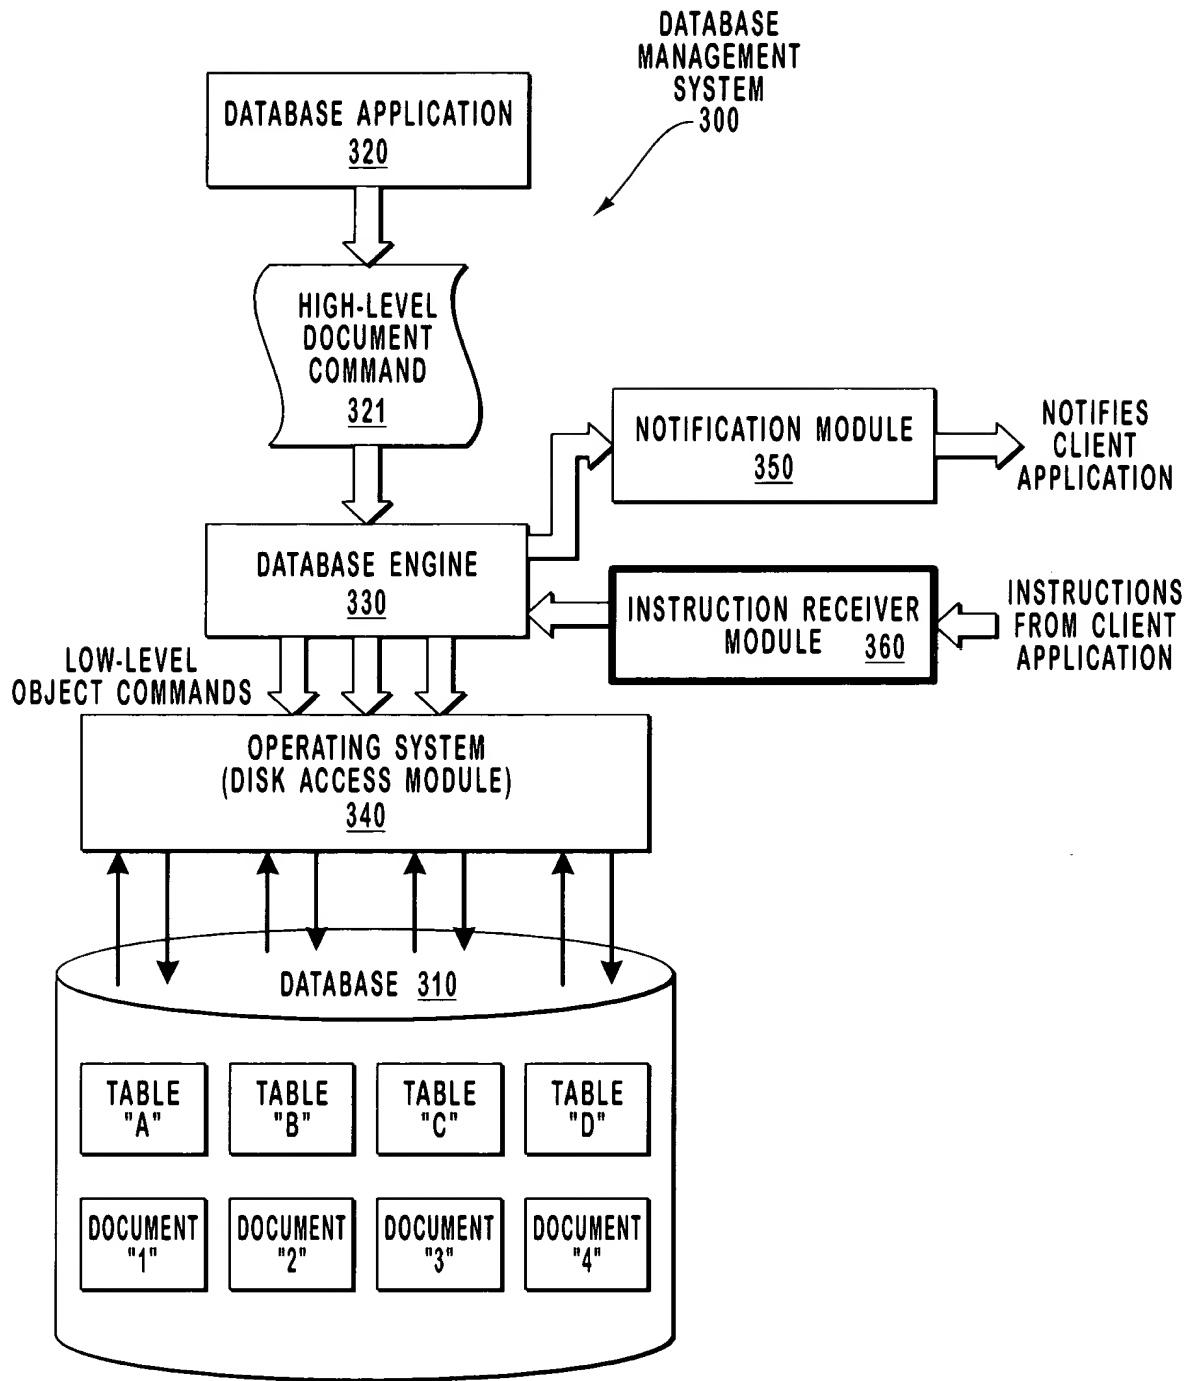 DATABASE
MANAGEMENT
SYSTEM
300
DATABASE APPLICATION
320
HIGH-LEVEL
DOCUMENT
COMMAND
321
NOTIFICATION MODULE
350
NOTIFIES
CLIENT
APPLICATION
DATABASE ENGINE
330
INSTRUCTION RECEIVER
MODULE 360
INSTRUCTIONS
FROM CLIENT
APPLICATION
LOW-LEVEL
OBJECT COMMANDS
OPERATING SYSTEM
(DISK ACCESS MODULE)
340
DATABASE 310
TABLE
"A"
TABLE
"B"
TABLE
"C"
TABLE
"D"
DOCUMENT
"1"
DOCUMENT
"2"
DOCUMENT
"3"
DOCUMENT
"4"